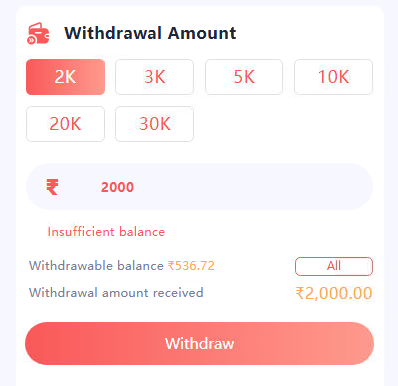 Withdrawal Amount
2K 3K 5K 10K
20K 30K
₹ 2000
Insufficient balance
Withdrawable balance ₹536.72 All
Withdrawal amount received ₹2,000.00
Withdraw